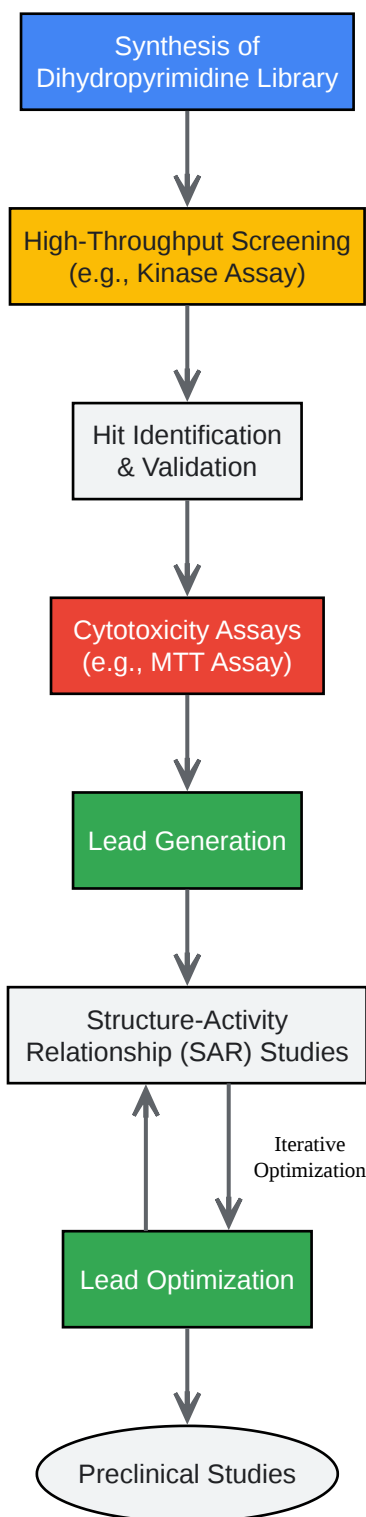 Synthesis of
Dihydropyrimidine Library
High-Throughput Screening
(e.g., Kinase Assay)
Hit Identification
& Validation
Cytotoxicity Assays
(e.g., MTT Assay)
Lead Generation
Structure-Activity
Relationship (SAR) Studies
Iterative
Optimization
Lead Optimization
Preclinical Studies